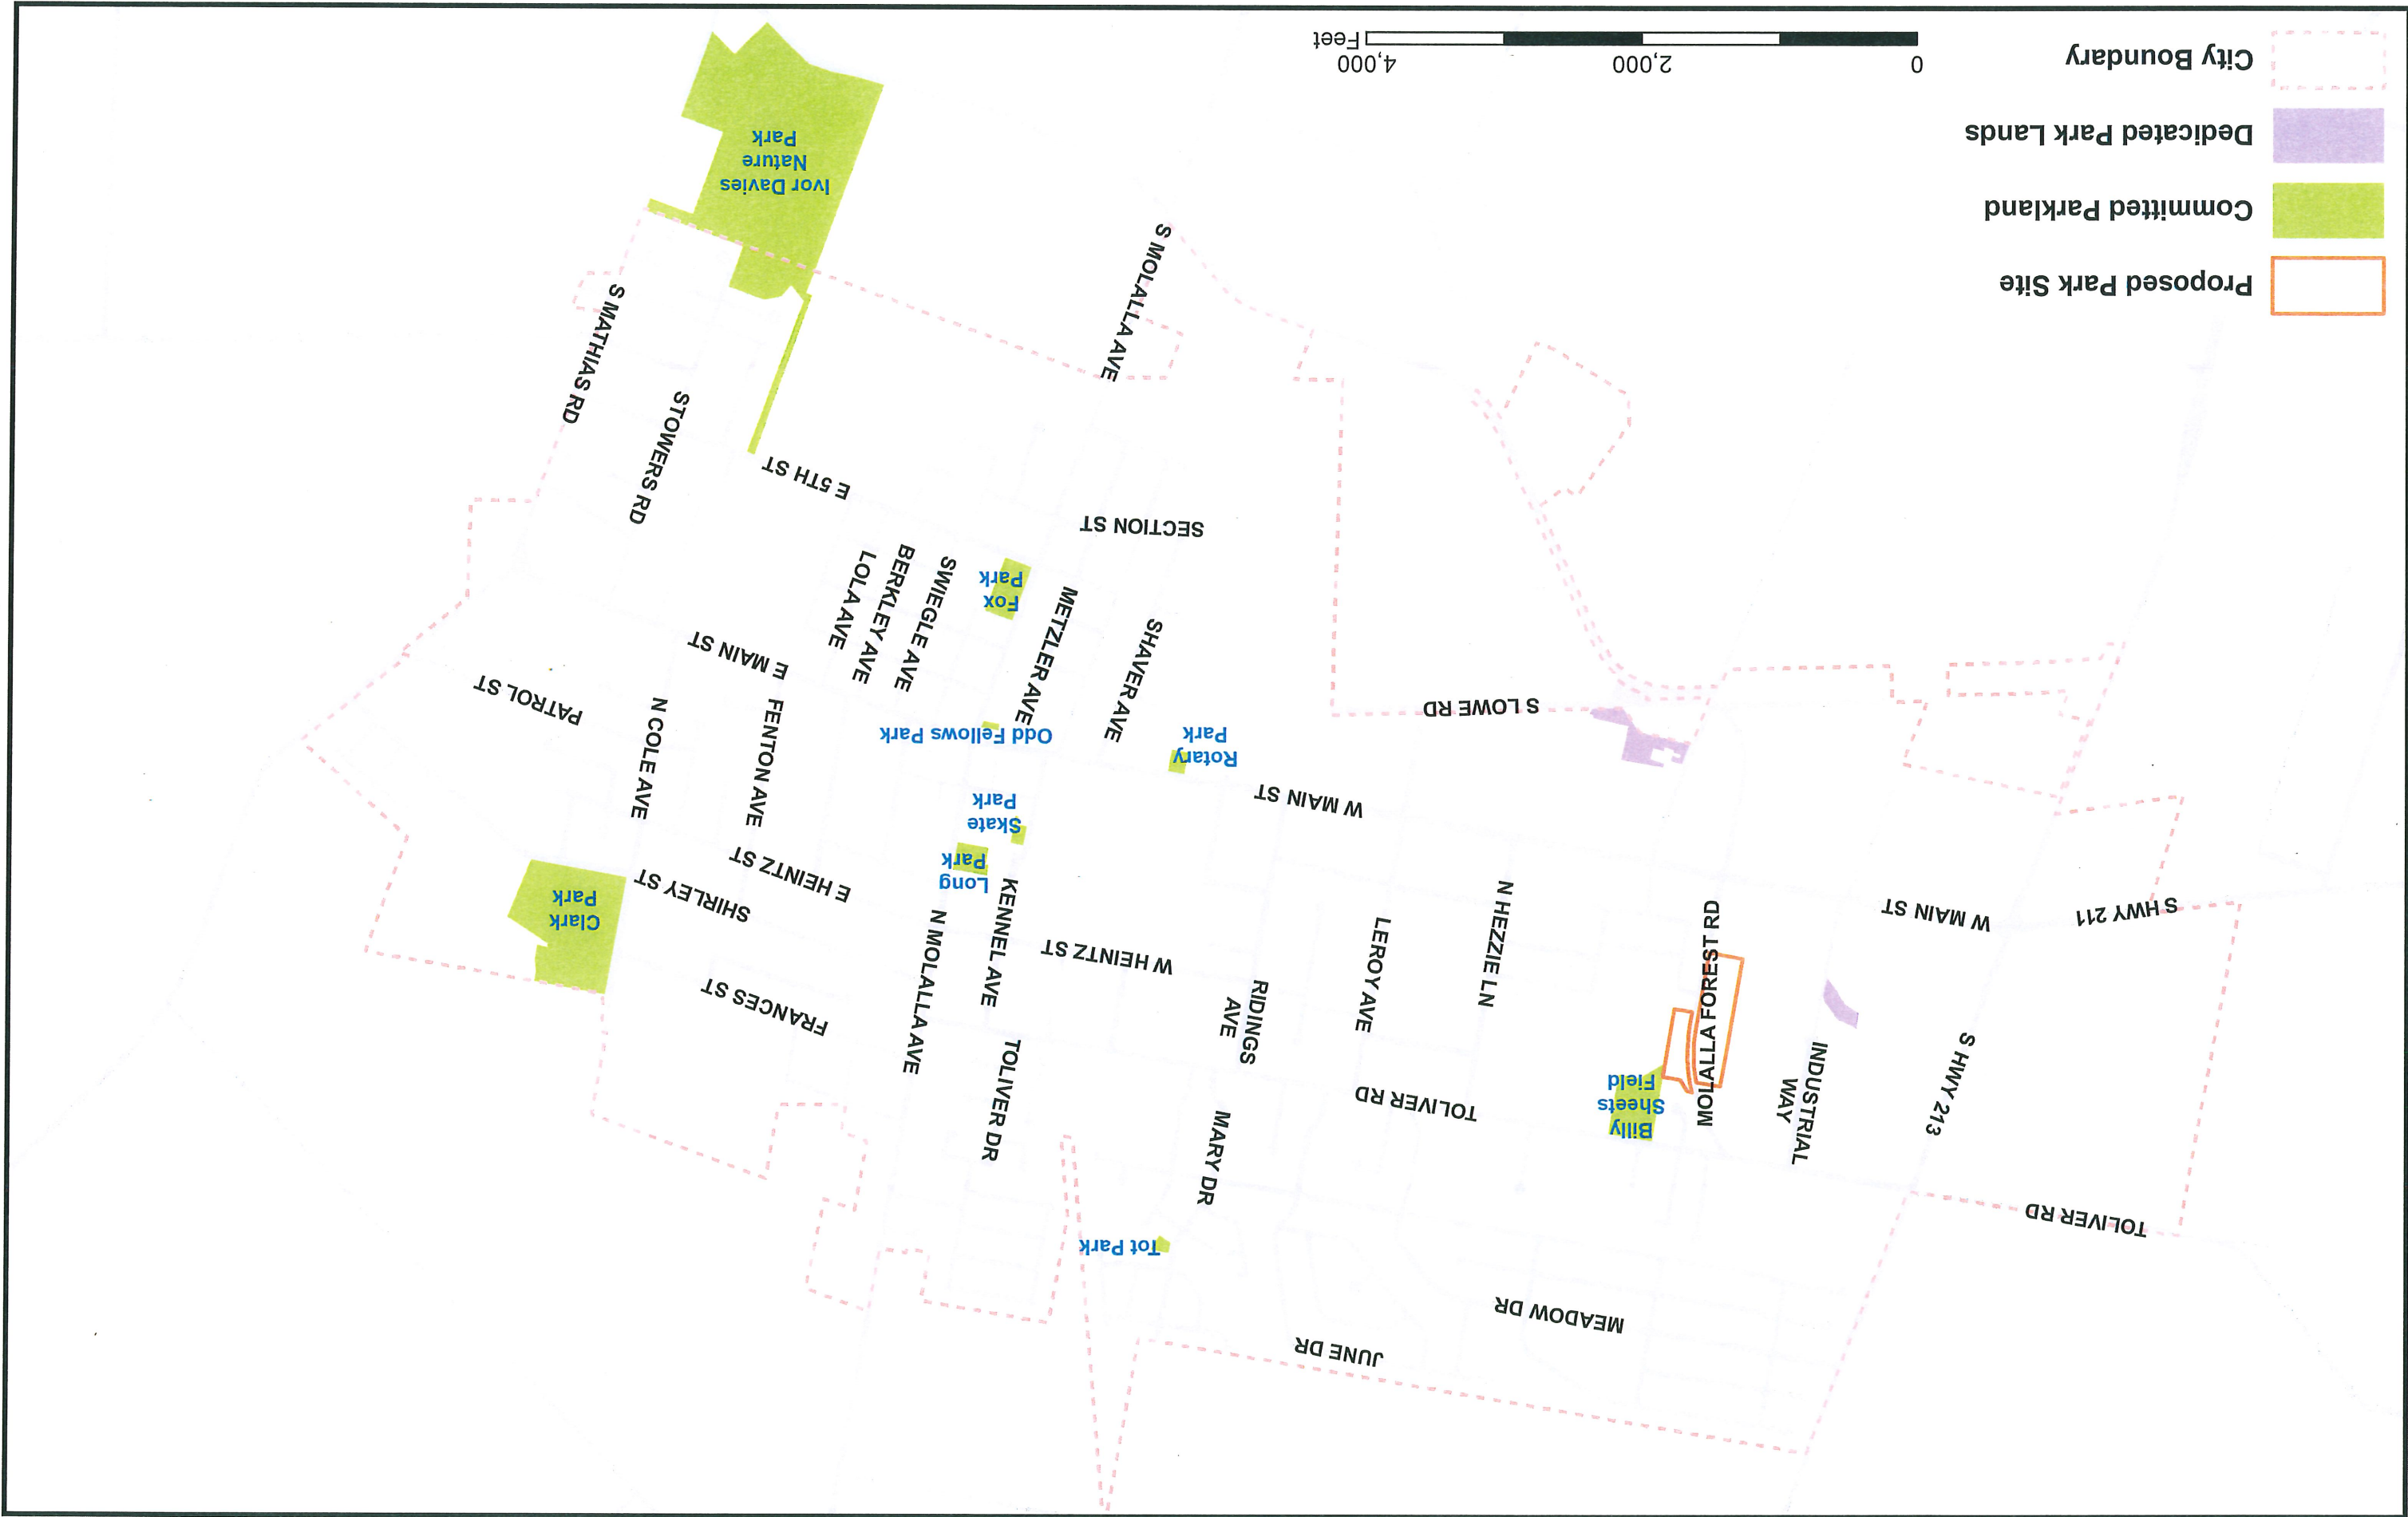 JUNE DR
MEADOW DR
Tot Park
TOLIVER RD
MARY DR
Billy
Sheets
Field
TOLIVER RD
INDUSTRIAL
WAY
TOLIVER DR
S HWY 213
MOLALLA FOREST RD
RIDINGS
AVE
FRANCES ST
N MOLALLA AVE
LEROY AVE
W HEINTZ ST
N HEZZIE LN
KENNEL AVE
S HWY 211
W MAIN ST
Clark
Park
SHIRLEY ST
E HEINTZ ST
Long
Park
Skate
Park
W MAIN ST
FENTON AVE
N COLE AVE
Rotary
Park
Odd Fellows Park
S LOWE RD
PATROL ST
SHAVER AVE
METZLER AVE
E MAIN ST
SWIEGLE AVE
BERKLEY AVE
LOLA AVE
Fox
Park
SECTION ST
E 5TH ST
STOWERS RD
S MATHIAS RD
S MOLALLA AVE
Ivor Davies
Nature
Park
Proposed Park Site
Committed Parkland
Dedicated Park Lands
City Boundary
0 2,000 4,000
Feet